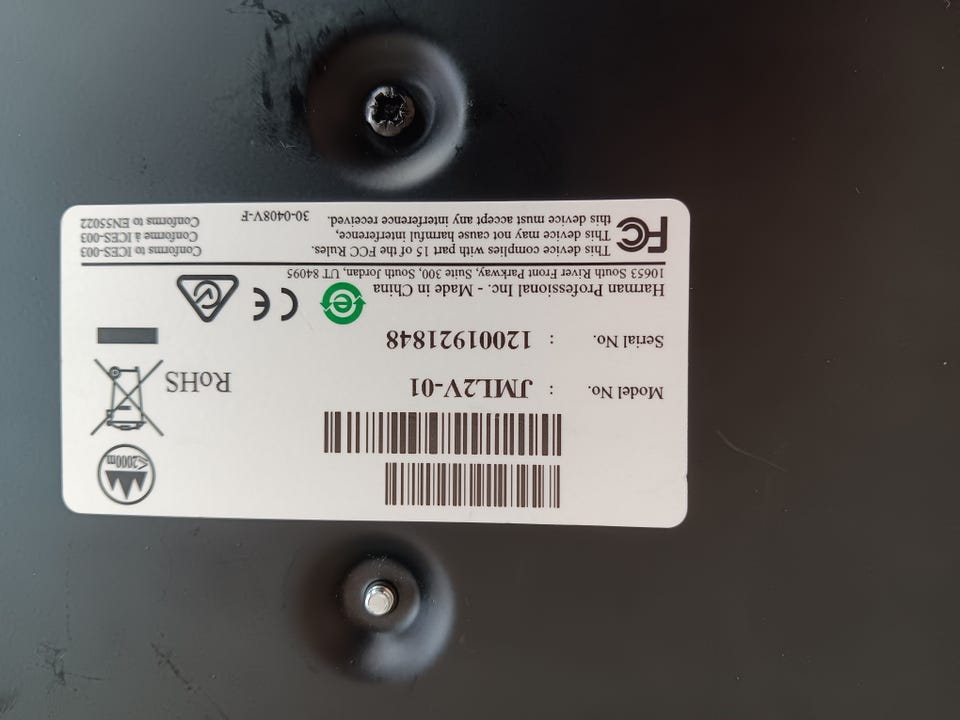 FC
This device complies with part 15 of the FCC Rules.
This device may not cause harmful interference,
this device must accept any interference received.
30-0408V-F
Conforms to ICES-003
Conforme à ICES-003
Conforms to EN55022
10653 South River Front Parkway, Suite 300, South Jordan, UT 84095
Harman Professional Inc. - Made in China
e
CE
Serial No. : 12001921848
Model No. : JML2V-01
RoHS
≤2000m